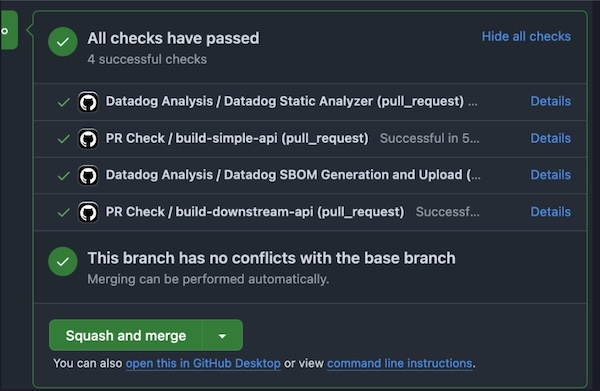 All checks have passed
Hide all checks
4 successful checks
Datadog Analysis / Datadog Static Analyzer (pull_request) ...
Details
PR Check / build-simple-api (pull_request) Successful in 5...
Details
Datadog Analysis / Datadog SBOM Generation and Upload (...
Details
PR Check / build-downstream-api (pull_request) Successf...
Details
This branch has no conflicts with the base branch
Merging can be performed automatically.
Squash and merge
You can also open this in GitHub Desktop or view command line instructions.